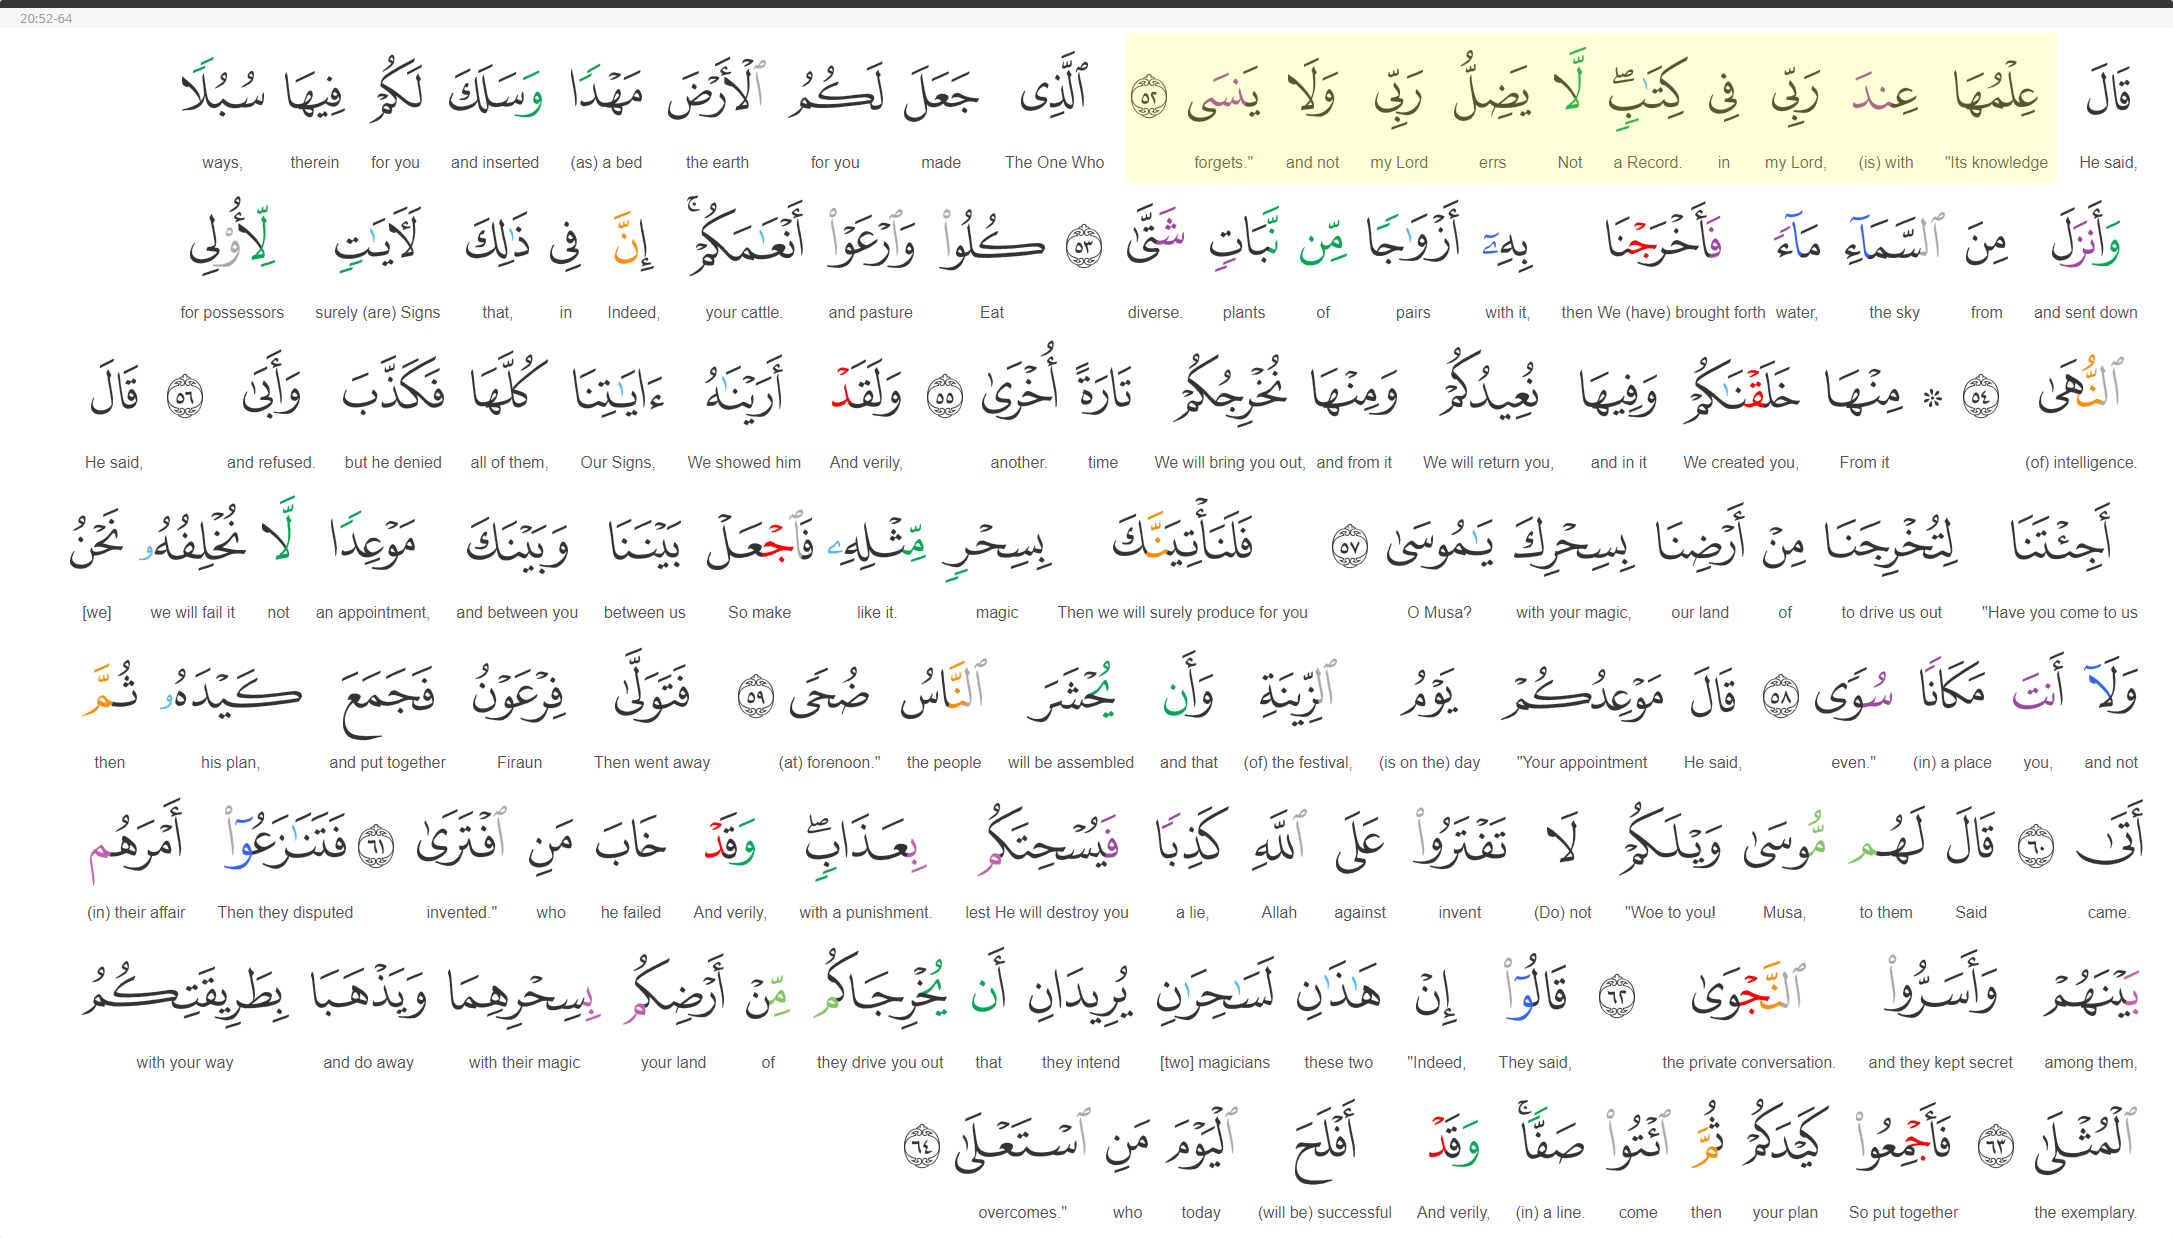 20:52-64
قَالَ عِلْمُهَا عِندَ رَبِّى فِى كِتَـٰبٍۢ ۖ لَّا يَضِلُّ رَبِّى وَلَا يَنسَى ٥٢ ٱلَّذِى جَعَلَ لَكُمُ ٱلْأَرْضَ مَهْدًۭا وَسَلَكَ لَكُمْ فِيهَا سُبُلًۭا
He said, "Its knowledge (is) with my Lord, in a Record. Not errs my Lord and not forgets." The One Who made for you the earth (as) a bed and inserted for you therein ways,
وَأَنزَلَ مِنَ ٱلسَّمَآءِ مَآءًۭ فَأَخْرَجْنَا بِهِۦٓ أَزْوَٰجًۭا مِّن نَّبَاتٍۢ شَتَّىٰ ٥٣ كُلُوا۟ وَٱرْعَوْا۟ أَنْعَـٰمَكُمْ ۚ إِنَّ فِى ذَٰلِكَ لَـَٔايَـٰتٍۢ لِّأُو۟لِى
and sent down from the sky water, then We (have) brought forth with it, pairs of plants diverse. Eat and pasture your cattle. Indeed, in that, surely (are) Signs for possessors
ٱلنُّهَىٰ ٥٤ ۞ مِنْهَا خَلَقْنَـٰكُمْ وَفِيهَا نُعِيدُكُمْ وَمِنْهَا نُخْرِجُكُمْ تَارَةً أُخْرَىٰ ٥٥ وَلَقَدْ أَرَيْنَـٰهُ ءَايَـٰتِنَا كُلَّهَا فَكَذَّبَ وَأَبَىٰ ٥٦ قَالَ
(of) intelligence. From it We created you, and in it We will return you, and from it We will bring you out, time another. And verily, We showed him Our Signs, all of them, but he denied and refused. He said,
أَجِئْتَنَا لِتُخْرِجَنَا مِنْ أَرْضِنَا بِسِحْرِكَ يَـٰمُوسَىٰ ٥٧ فَلَنَأْتِيَنَّكَ بِسِحْرٍۢ مِّثْلِهِۦ فَٱجْعَلْ بَيْنَنَا وَبَيْنَكَ مَوْعِدًۭا لَّا نُخْلِفُهُۥ نَحْنُ
"Have you come to us to drive us out of our land with your magic, O Musa? Then we will surely produce for you magic like it. So make between us and between you an appointment, not we will fail it [we]
وَلَآ أَنتَ مَكَانًۭا سُوًۭى ٥٨ قَالَ مَوْعِدُكُمْ يَوْمُ ٱلزِّينَةِ وَأَن يُحْشَرَ ٱلنَّاسُ ضُحًۭى ٥٩ فَتَوَلَّىٰ فِرْعَوْنُ فَجَمَعَ كَيْدَهُۥ ثُمَّ
and not you, (in) a place even." He said, "Your appointment (is on the) day (of) the festival, and that will be assembled the people (at) forenoon." Then went away Firaun and put together his plan, then
أَتَىٰ ٦٠ قَالَ لَهُم مُّوسَىٰ وَيْلَكُمْ لَا تَفْتَرُوا۟ عَلَى ٱللَّهِ كَذِبًۭا فَيُسْحِتَكُم بِعَذَابٍۢ ۖ وَقَدْ خَابَ مَنِ ٱفْتَرَىٰ ٦١ فَتَنَـٰزَعُوٓا۟ أَمْرَهُم
came. Said to them Musa, "Woe to you! (Do) not invent against Allah a lie, lest He will destroy you with a punishment. And verily, he failed who invented." Then they disputed (in) their affair
بَيْنَهُمْ وَأَسَرُّوا۟ ٱلنَّجْوَىٰ ٦٢ قَالُوٓا۟ إِنْ هَـٰذَٰنِ لَسَـٰحِرَٰنِ يُرِيدَانِ أَن يُخْرِجَاكُم مِّنْ أَرْضِكُم بِسِحْرِهِمَا وَيَذْهَبَا بِطَرِيقَتِكُمُ
among them, and they kept secret the private conversation. They said, "Indeed, these two [two] magicians they intend that they drive you out of your land with their magic and do away with your way
ٱلْمُثْلَىٰ ٦٣ فَأَجْمِعُوا۟ كَيْدَكُمْ ثُمَّ ٱئْتُوا۟ صَفًّۭا ۚ وَقَدْ أَفْلَحَ ٱلْيَوْمَ مَنِ ٱسْتَعْلَىٰ ٦٤
the exemplary. So put together your plan then come (in) a line. And verily, (will be) successful today who overcomes."